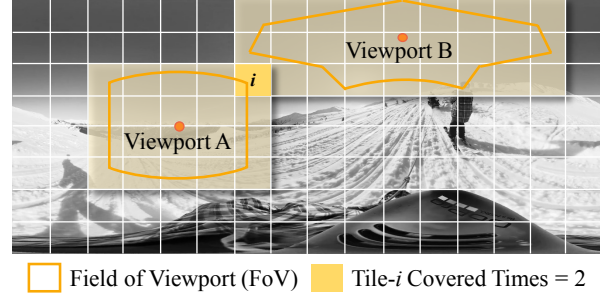 Viewport B
i
Viewport A
Field of Viewport (FoV)
Tile-i Covered Times = 2